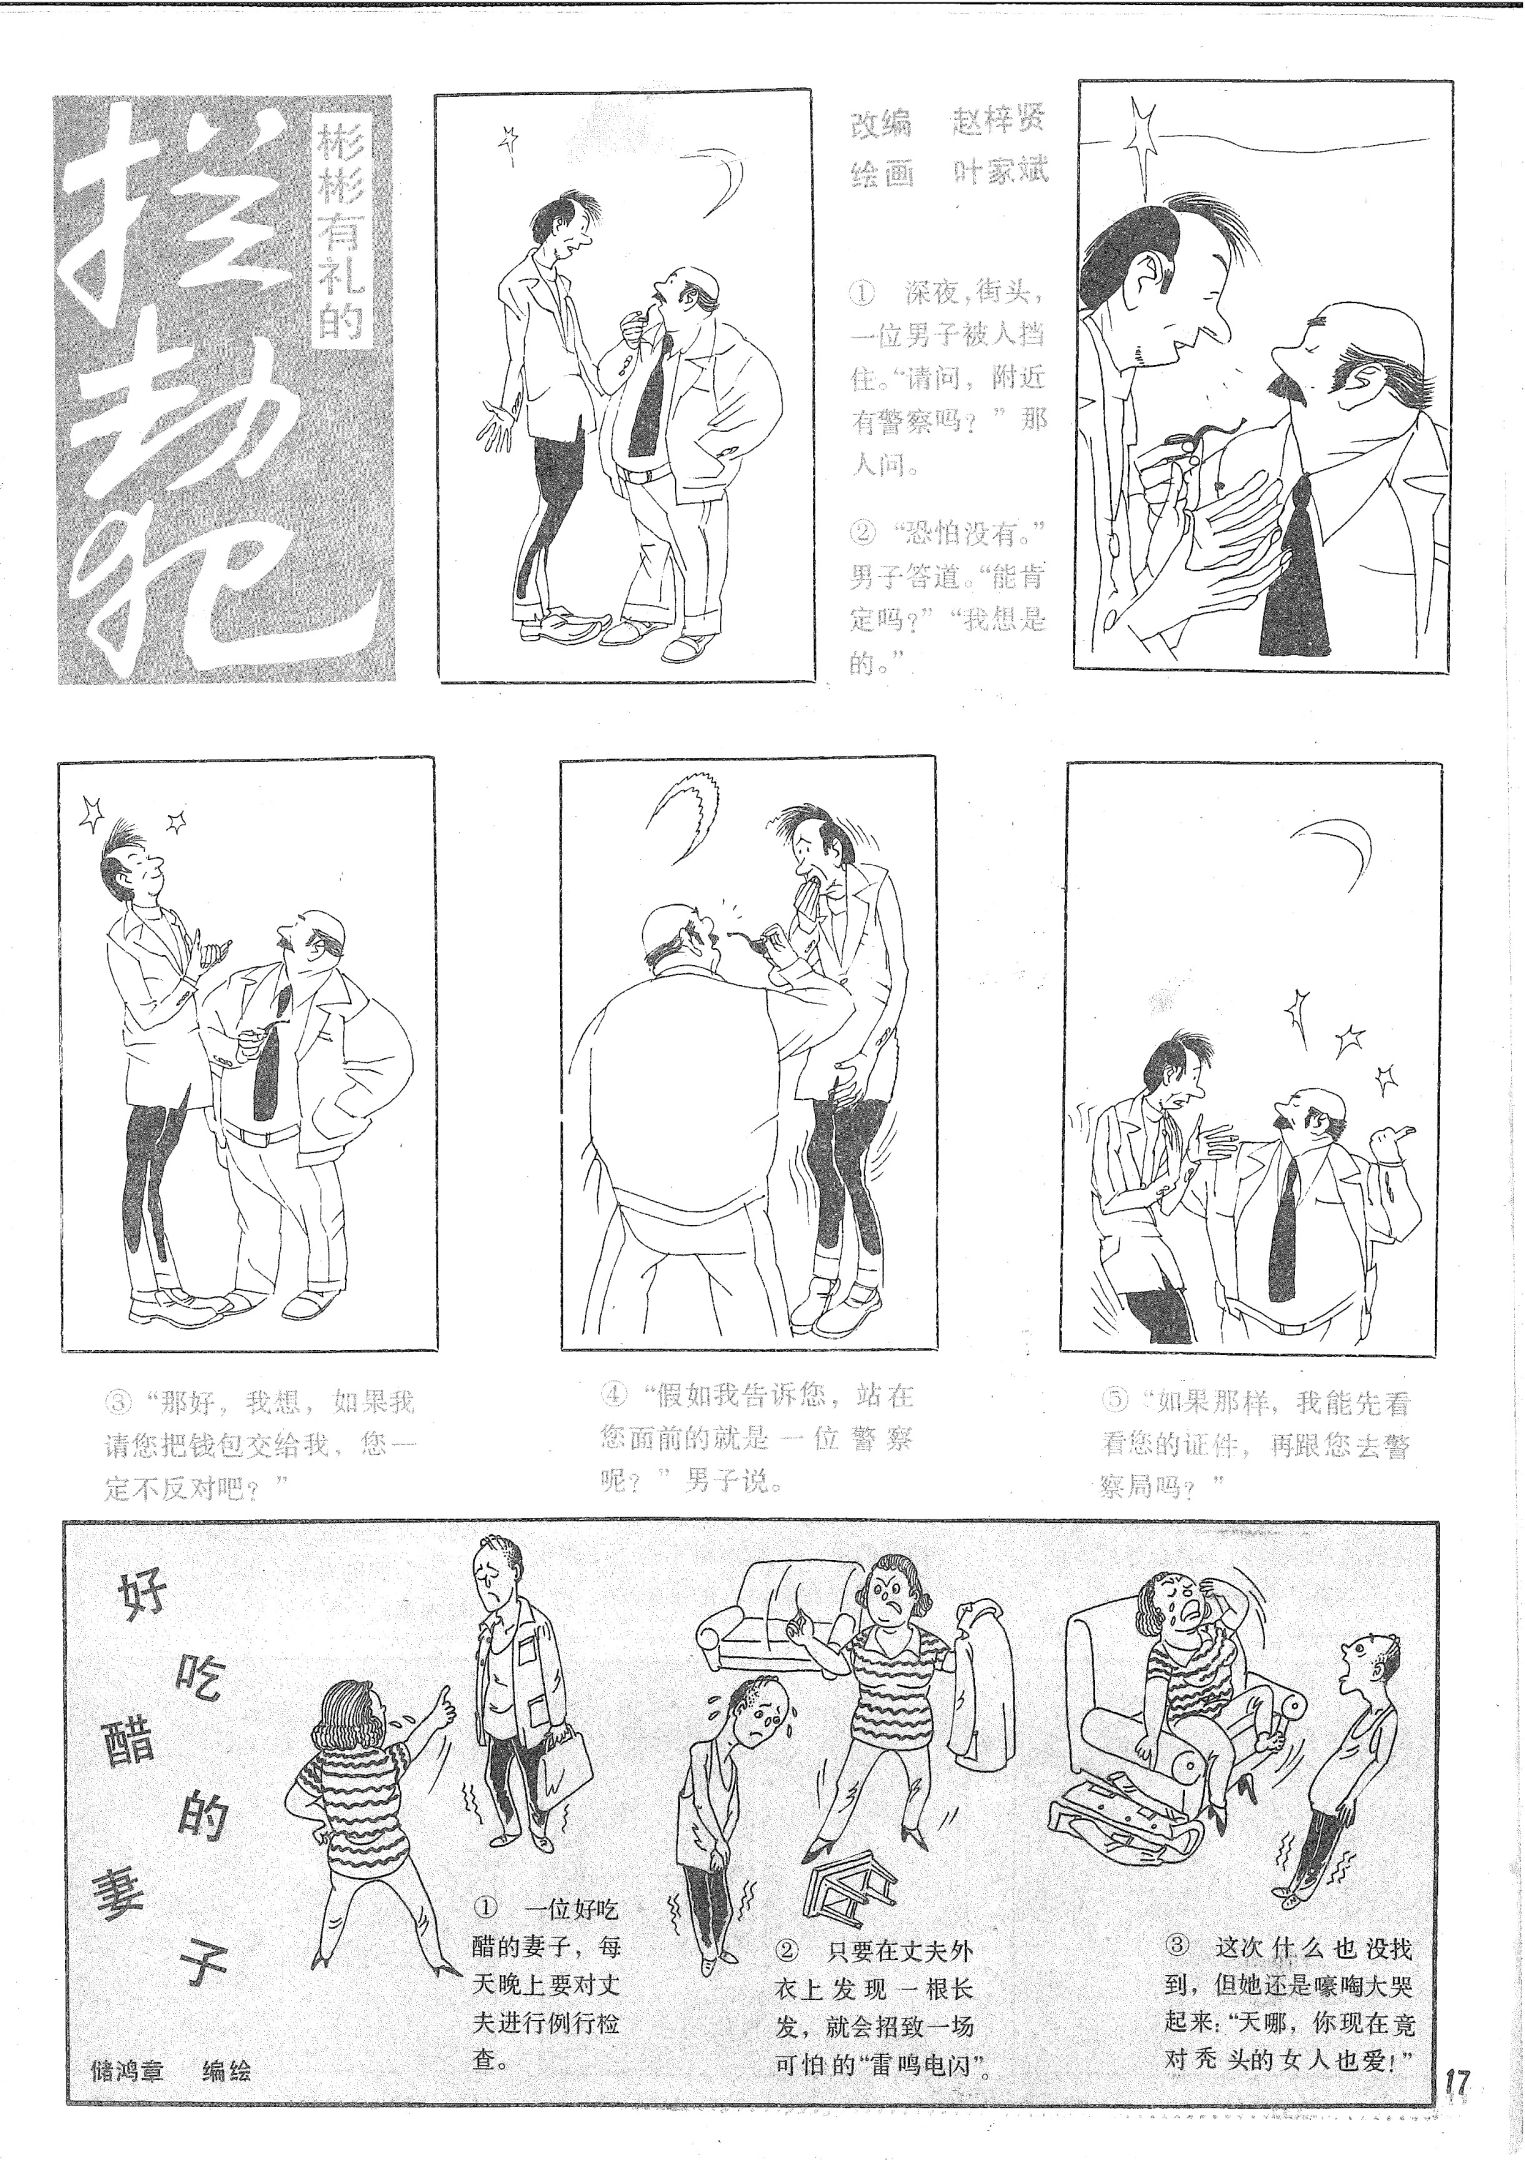 彬彬有礼的
拦劫犯
改编　赵梓贤
绘画　叶家斌
①　深夜，街头，
一位男子被人挡
住。“请问，附近
有警察吗？”那
人问。
②“恐怕没有。”
男子答道。“能肯
定吗？”“我想是
的。”
③“那好，我想，如果我
请您把钱包交给我，您一
定不反对吧？”
④“假如我告诉您，站在
您面前的就是一位警察
呢？”男子说。
⑤“如果那样，我能先看
看您的证件，再跟您去警
察局吗？”
好吃醋的妻子
①　一位好吃
醋的妻子，每
天晚上要对丈
夫进行例行检
查。
②　只要在丈夫外
衣上发现一根长
发，就会招致一场
可怕的“雷鸣电闪”。
③　这次什么也没找
到，但她还是嚎啕大哭
起来：“天哪，你现在竟
对秃头的女人也爱！”
储鸿章　编绘
17